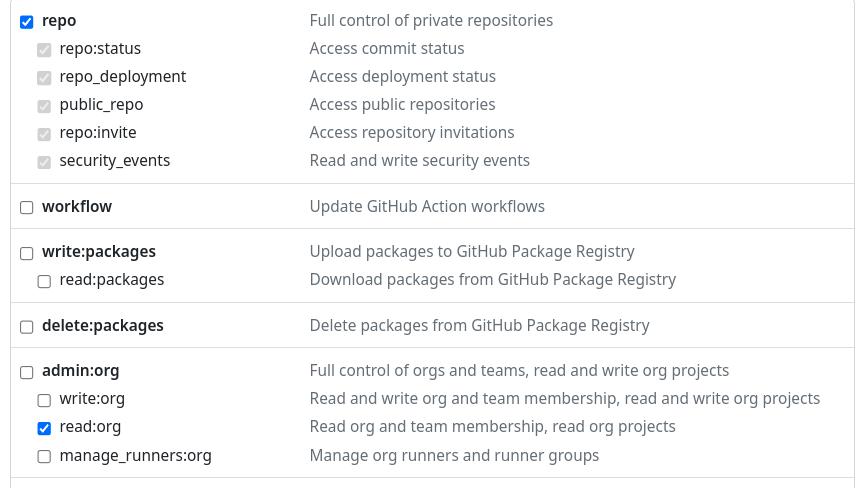 repo Full control of private repositories
repo:status Access commit status
repo_deployment Access deployment status
public_repo Access public repositories
repo:invite Access repository invitations
security_events Read and write security events
workflow Update GitHub Action workflows
write:packages Upload packages to GitHub Package Registry
read:packages Download packages from GitHub Package Registry
delete:packages Delete packages from GitHub Package Registry
admin:org Full control of orgs and teams, read and write org projects
write:org Read and write org and team membership, read and write org projects
read:org Read org and team membership, read org projects
manage_runners:org Manage org runners and runner groups